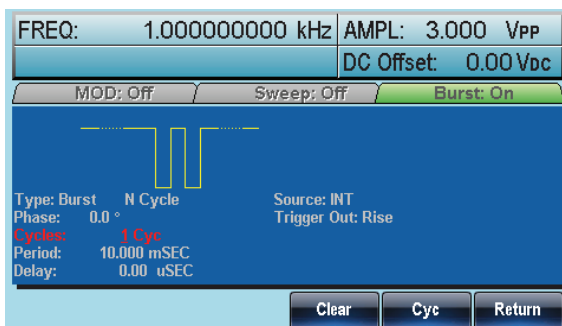 FREQ: 1.000000000 kHz AMPL: 3.000 VPP
DC Offset: 0.00 VDC
MOD: Off Sweep: Off Burst: On
Type: Burst N Cycle Source: INT
Phase: 0.0 ° Trigger Out: Rise
Cycles: 1 Cyc
Period: 10.000 mSEC
Delay: 0.00 uSEC
Clear Cyc Return